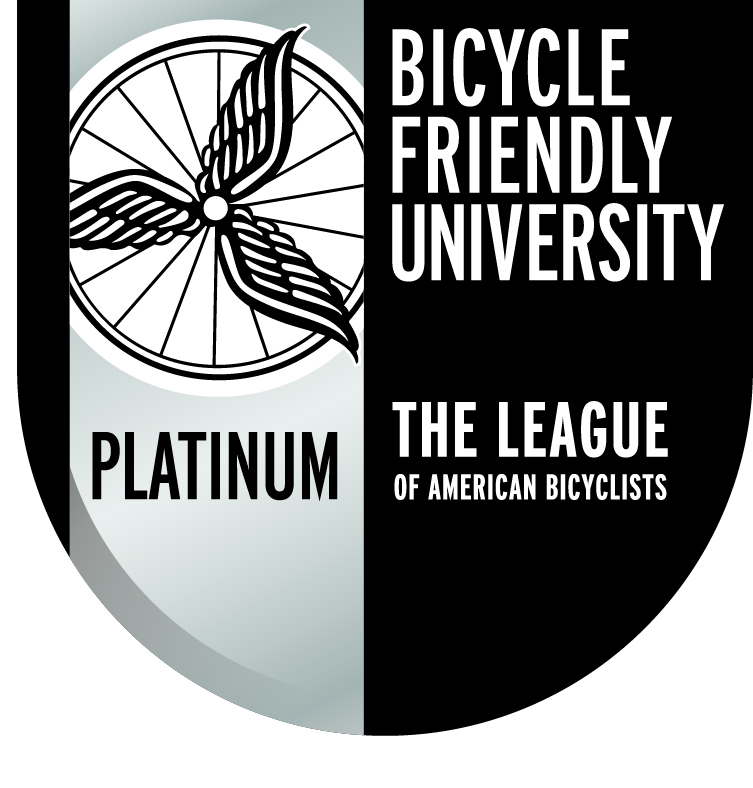 BICYCLE
FRIENDLY
UNIVERSITY
PLATINUM
THE LEAGUE
OF AMERICAN BICYCLISTS